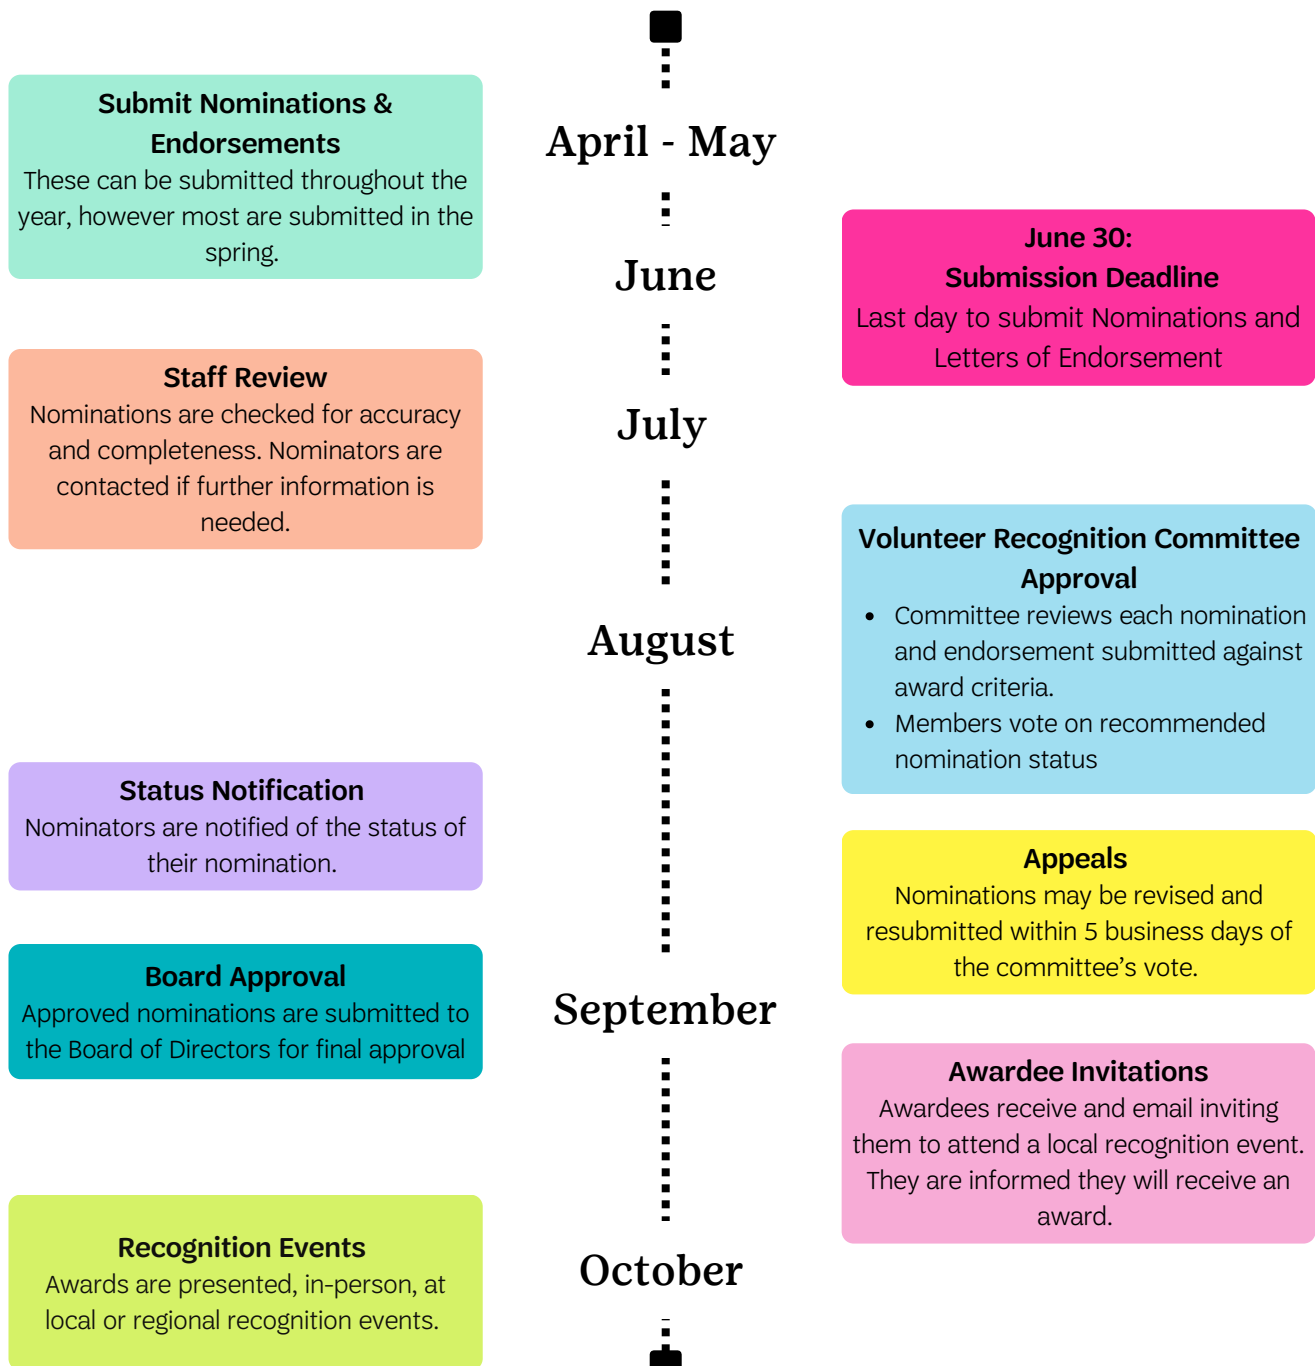 Submit Nominations &
Endorsements
These can be submitted throughout the
year, however most are submitted in the
spring.
April - May
June
June 30:
Submission Deadline
Last day to submit Nominations and
Letters of Endorsement
Staff Review
Nominations are checked for accuracy
and completeness. Nominators are
contacted if further information is
needed.
July
Volunteer Recognition Committee
Approval
• Committee reviews each nomination
and endorsement submitted against
award criteria.
• Members vote on recommended
nomination status
August
Status Notification
Nominators are notified of the status of
their nomination.
Appeals
Nominations may be revised and
resubmitted within 5 business days of
the committee's vote.
Board Approval
Approved nominations are submitted to
the Board of Directors for final approval
September
Awardee Invitations
Awardees receive and email inviting
them to attend a local recognition event.
They are informed they will receive an
award.
Recognition Events
Awards are presented, in-person, at
local or regional recognition events.
October